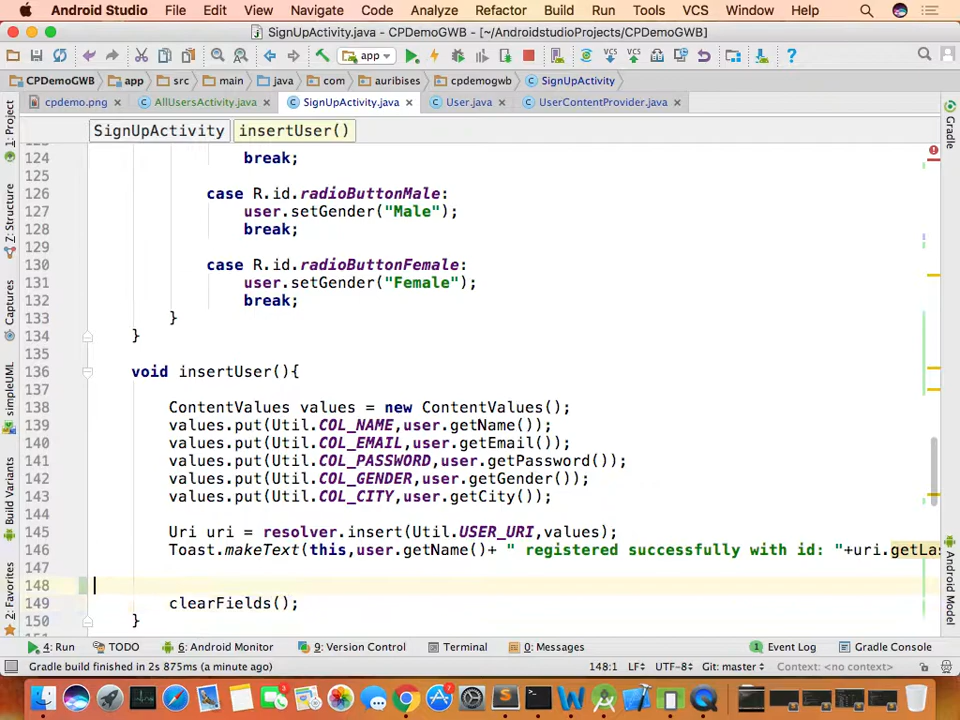 Android Studio File Edit View Navigate Code Analyze Refactor Build Run Tools VCS Window Help
SignUpActivity.java - CPDemoGWB - [~/AndroidstudioProjects/CPDemoGWB]
app VCS VCS ?
CPDemoGWB app src main java com auribises cpdemogwb SignUpActivity
cpdemo.png AllUsersActivity.java SignUpActivity.java User.java UserContentProvider.java
SignUpActivity insertUser()
124 break;
125
126 case R.id.radioButtonMale:
127 user.setGender("Male");
128 break;
129
130 case R.id.radioButtonFemale:
131 user.setGender("Female");
132 break;
133 }
134 }
135
136 void insertUser(){
137
138 ContentValues values = new ContentValues();
139 values.put(Util.COL_NAME,user.getName());
140 values.put(Util.COL_EMAIL,user.getEmail());
141 values.put(Util.COL_PASSWORD,user.getPassword());
142 values.put(Util.COL_GENDER,user.getGender());
143 values.put(Util.COL_CITY,user.getCity());
144
145 Uri uri = resolver.insert(Util.USER_URI,values);
146 Toast.makeText(this,user.getName()+ " registered successfully with id: "+uri.getLas
147
148
149 clearFields();
150 }
1: Project
7: Structure
Captures
simpleUML
Build Variants
2: Favorites
Gradle
Android Model
4: Run TODO 6: Android Monitor 9: Version Control Terminal 0: Messages Event Log Gradle Console
Gradle build finished in 2s 875ms (a minute ago) 148:1 LF UTF-8 Git: master Context: <no context>